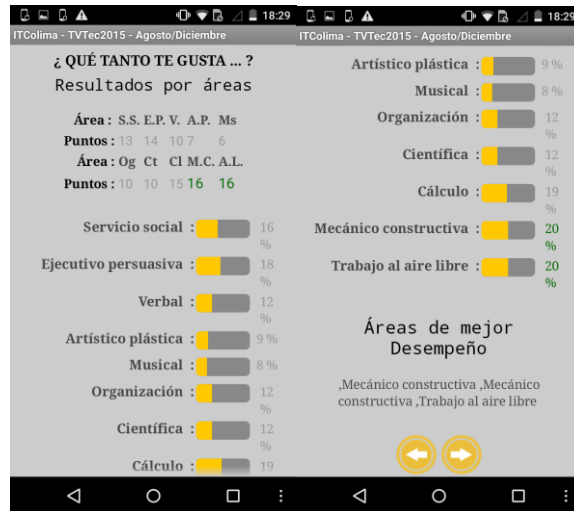 18:29
ITColima - TVTec2015 - Agosto/Diciembre
¿ QUÉ TANTO TE GUSTA ... ?
Resultados por áreas
Área : S.S. E.P. V. A.P. Ms
Puntos : 13 14 10 7 6
Área : Og Ct Cl M.C. A.L.
Puntos : 10 10 15 16 16
Servicio social : 16
%
Ejecutivo persuasiva : 18
%
Verbal : 12
%
Artístico plástica : 9 %
Musical : 8 %
Organización : 12
%
Científica : 12
%
Cálculo : 19
18:29
ITColima - TVTec2015 - Agosto/Diciembre
Artístico plástica : 9 %
Musical : 8 %
Organización : 12
%
Científica : 12
%
Cálculo : 19
%
Mecánico constructiva : 20
%
Trabajo al aire libre : 20
%
Áreas de mejor
Desempeño
,Mecánico constructiva ,Mecánico
constructiva ,Trabajo al aire libre